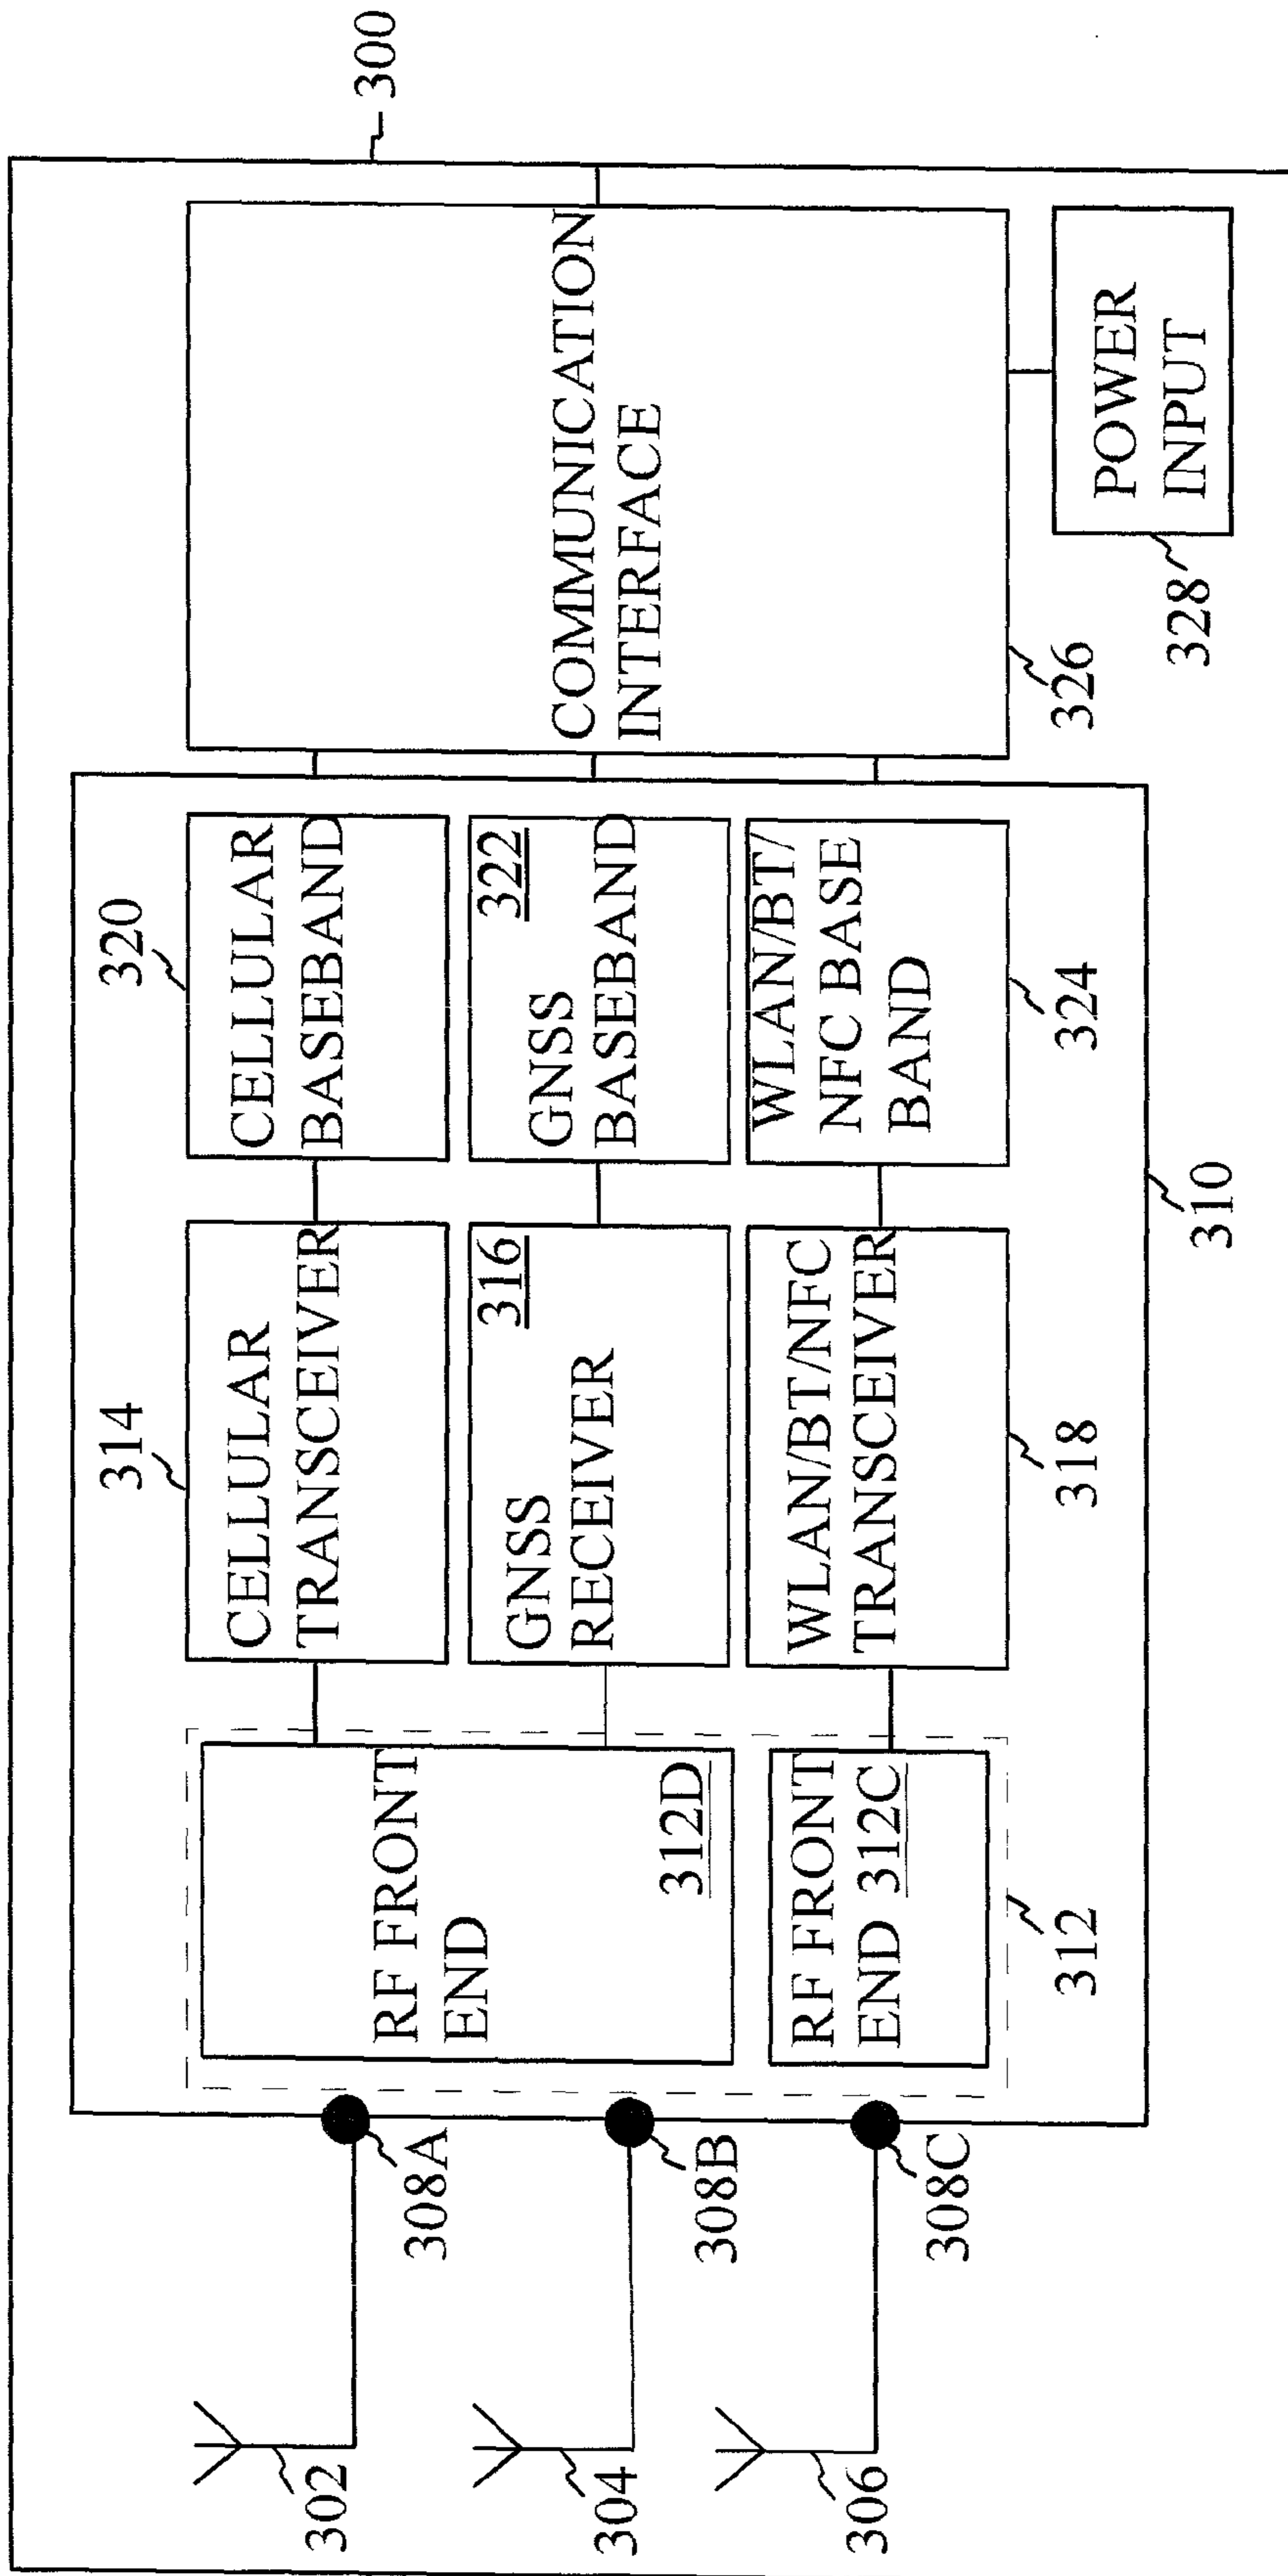 300
320
314
CELLULAR
BASEBAND
CELLULAR
TRANSCEIVER
RF FRONT
END
312D
308A
302
322
GNSS
BASEBAND
316
GNSS
RECEIVER
308B
304
COMMUNICATION
INTERFACE
WLAN/BT/
NFC BASE
BAND
WLAN/BT/NFC
TRANSCEIVER
RF FRONT
END 312C
308C
306
326
324
318
312
310
POWER
INPUT
328